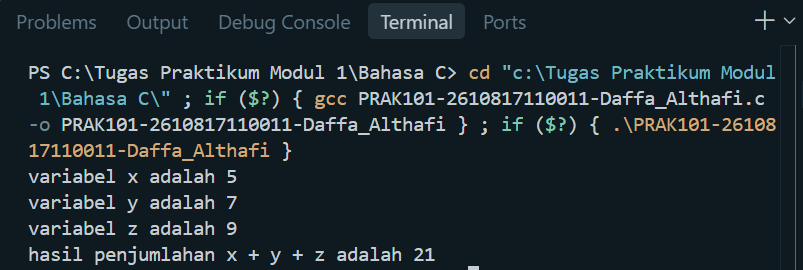 Problems Output Debug Console Terminal Ports
PS C:\Tugas Praktikum Modul 1\Bahasa C> cd "c:\Tugas Praktikum Modul
1\Bahasa C\" ; if ($?) { gcc PRAK101-2610817110011-Daffa_Althafi.c
-o PRAK101-2610817110011-Daffa_Althafi } ; if ($?) { .\PRAK101-26108
17110011-Daffa_Althafi }
variabel x adalah 5
variabel y adalah 7
variabel z adalah 9
hasil penjumlahan x + y + z adalah 21